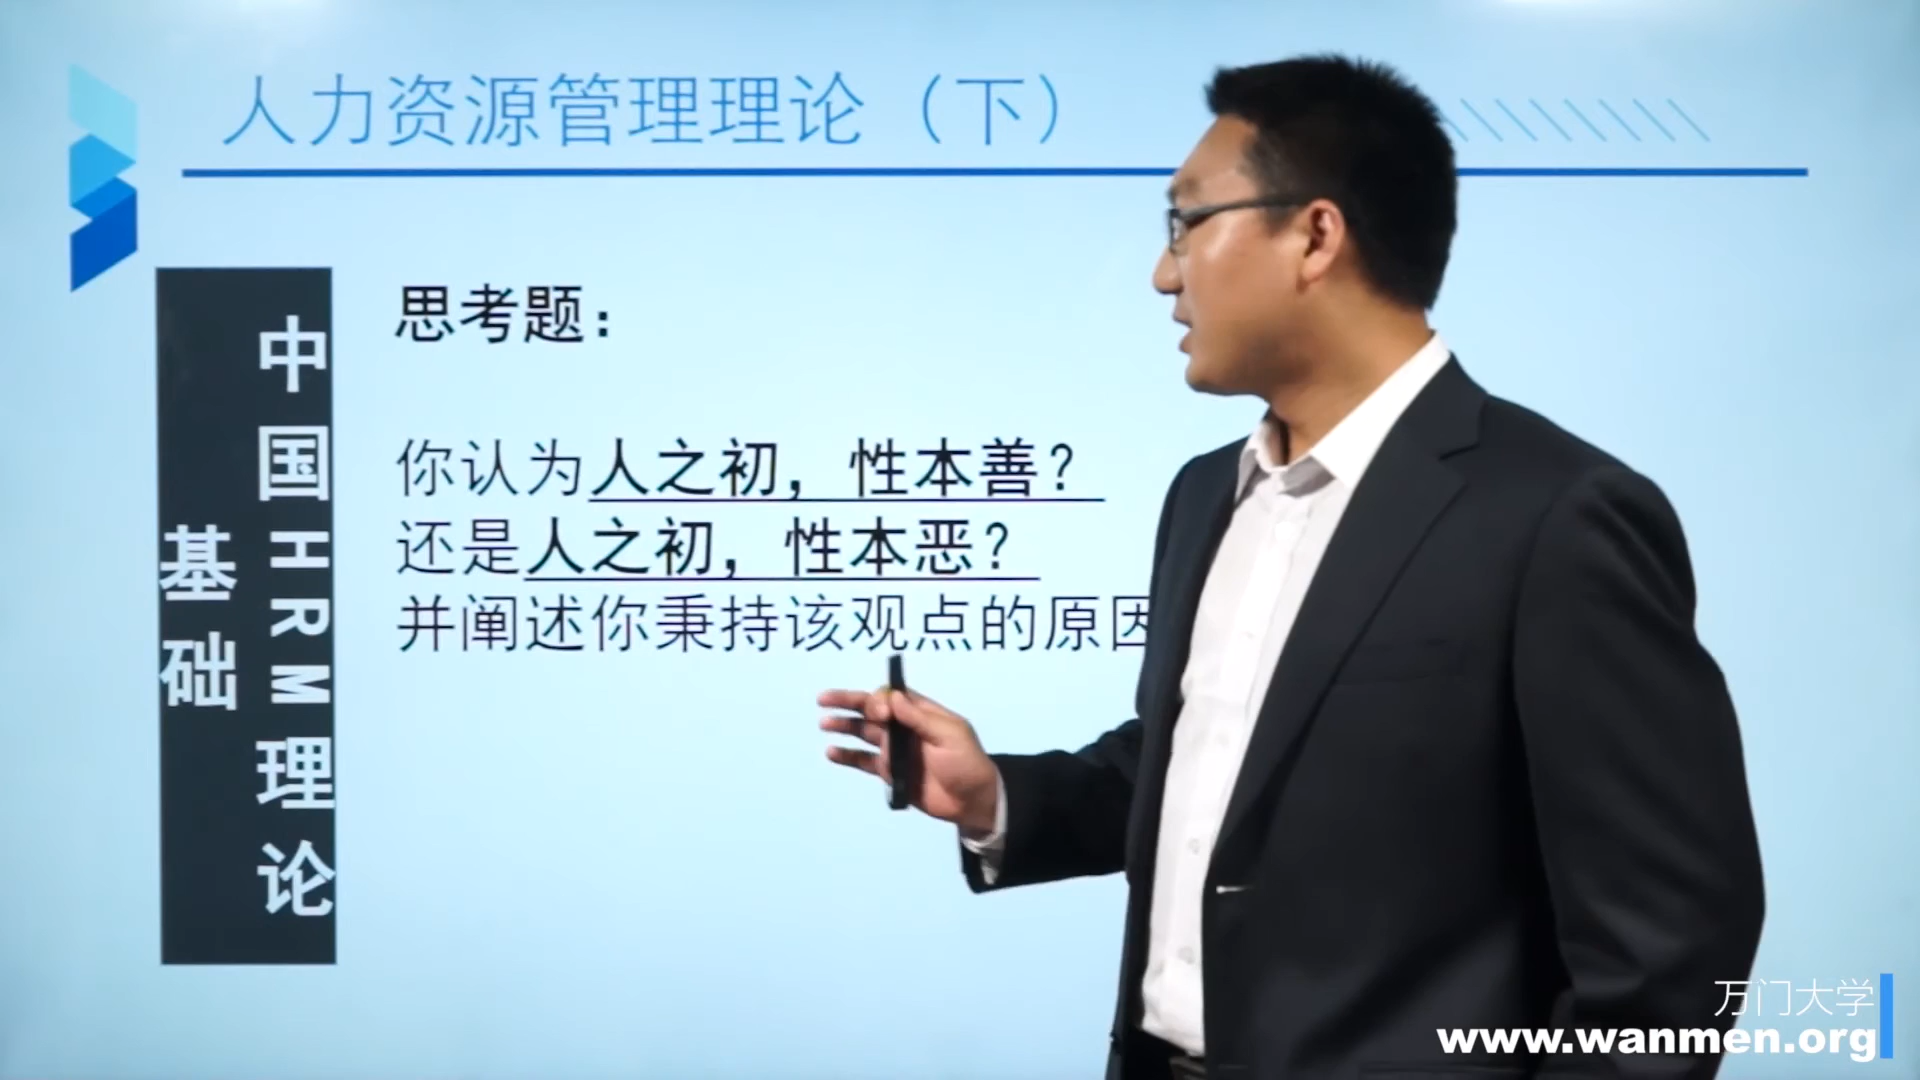 人力资源管理理论（下）
中国HRM理论
基础
思考题：
你认为人之初，性本善？
还是人之初，性本恶？
并阐述你秉持该观点的原因
万门大学
www.wanmen.org